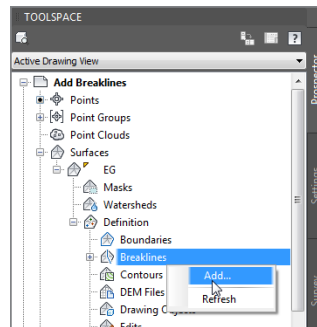 TOOLSPACE
Active Drawing View
Add Breaklines
Points
Point Groups
Point Clouds
Surfaces
EG
Masks
Watersheds
Definition
Boundaries
Breaklines
Contours
Add...
DEM Files
Refresh
Drawing Objects
Edits
Prospector
Settings
Survey